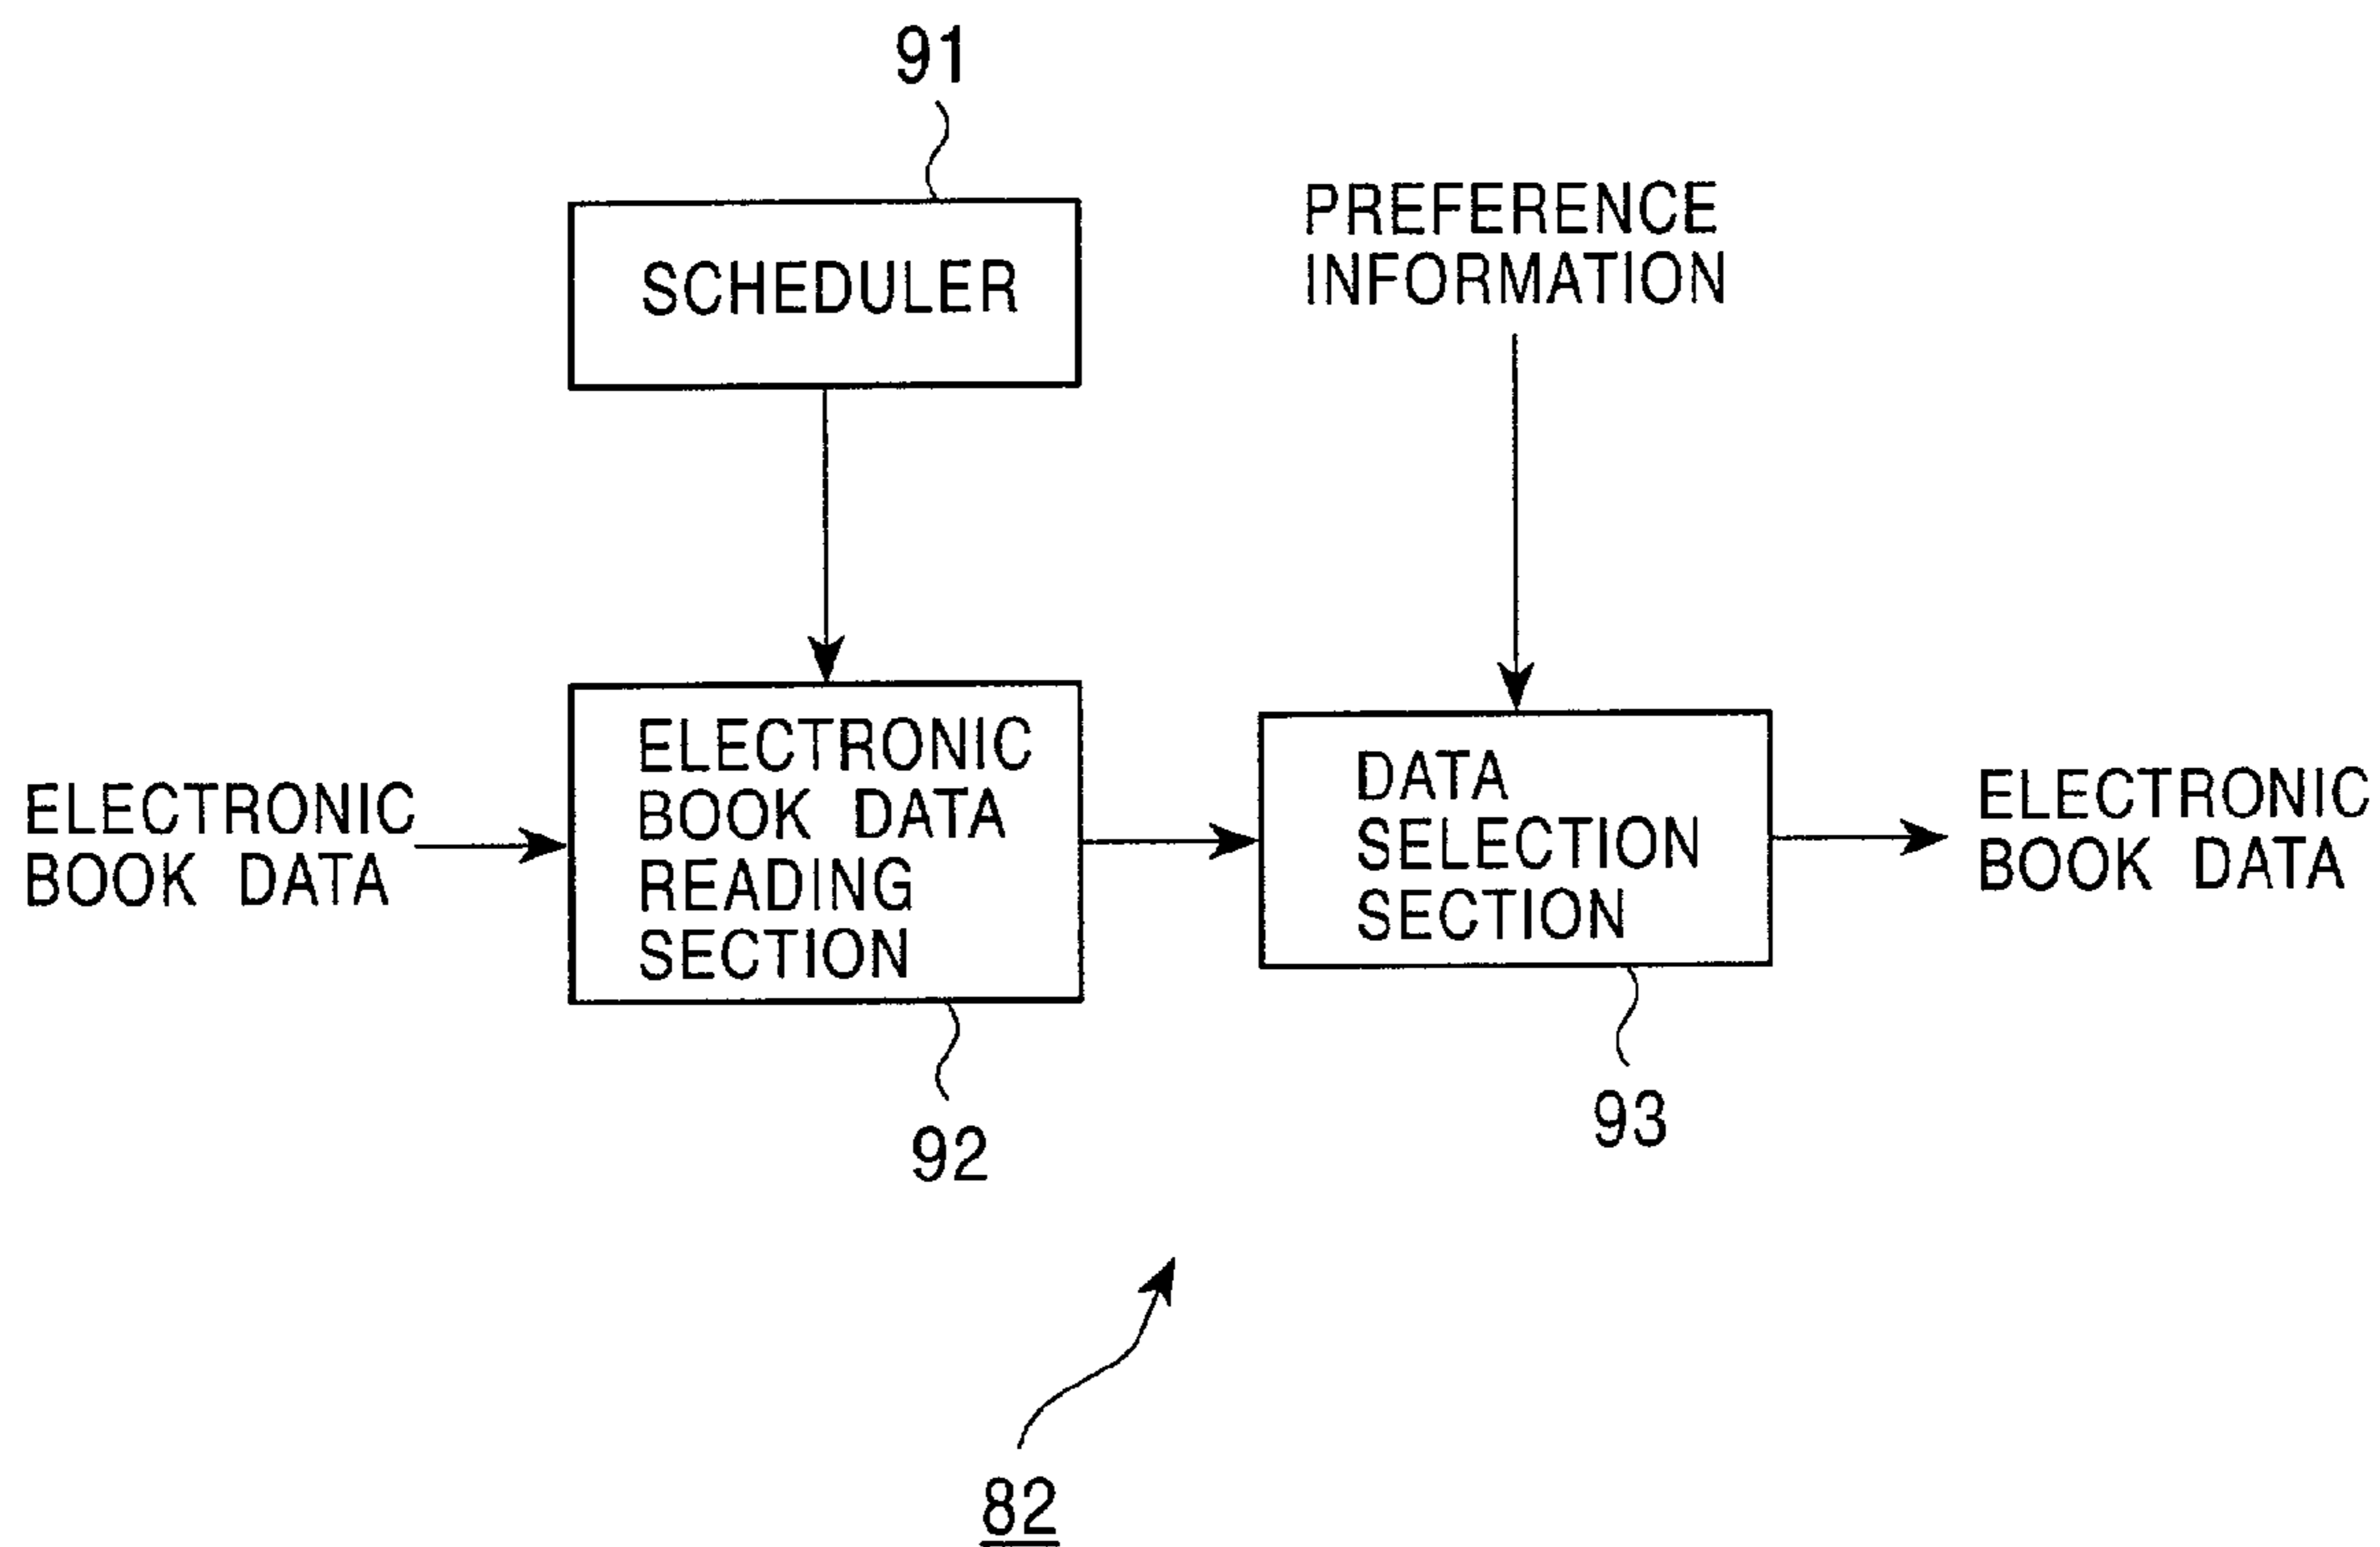 91
SCHEDULER
PREFERENCE
INFORMATION
ELECTRONIC
BOOK DATA
ELECTRONIC
BOOK DATA
READING
SECTION
DATA
SELECTION
SECTION
ELECTRONIC
BOOK DATA
92
93
82